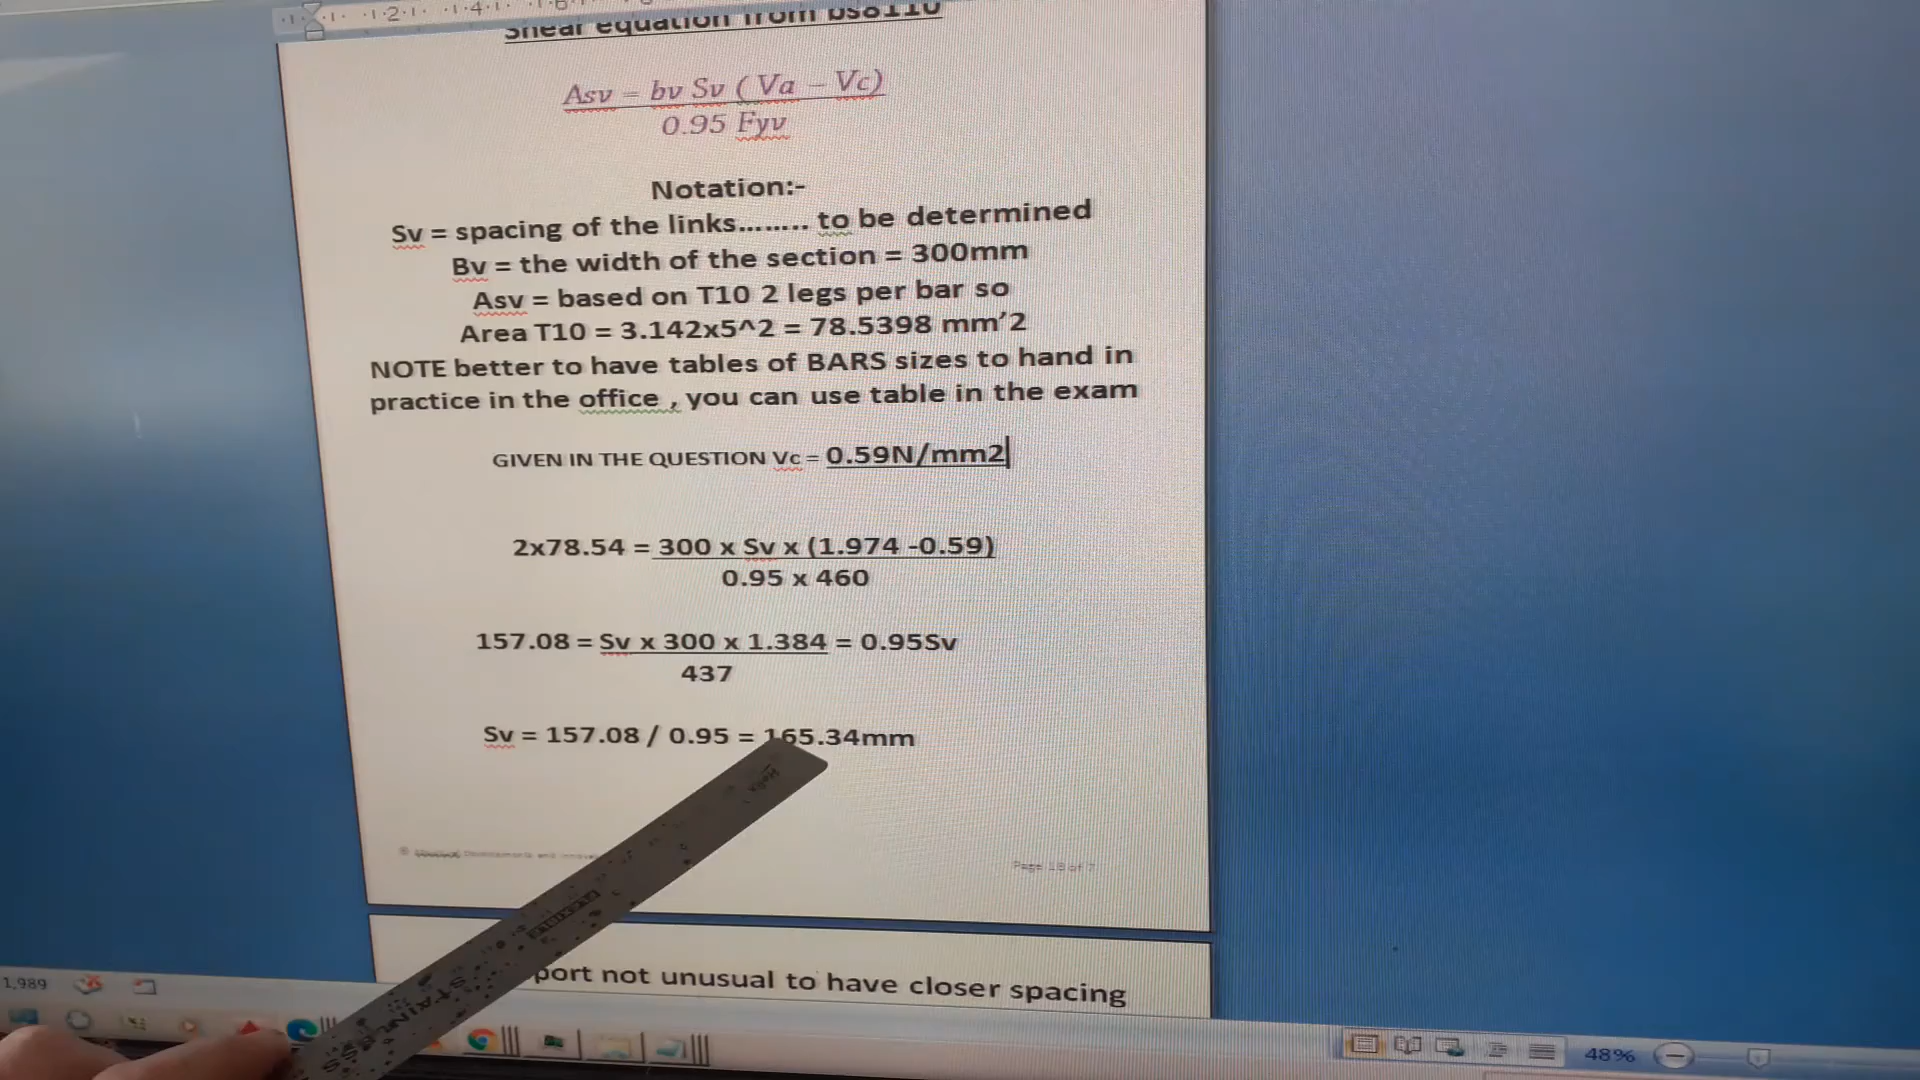 Shear equation from bs8110
Asv = bv Sv ( Va – Vc)
0.95 Fyv
Notation:-
Sv = spacing of the links........ to be determined
Bv = the width of the section = 300mm
Asv = based on T10 2 legs per bar so
Area T10 = 3.142x5^2 = 78.5398 mm’2
NOTE better to have tables of BARS sizes to hand in
practice in the office , you can use table in the exam
GIVEN IN THE QUESTION Vc = 0.59N/mm2
2x78.54 = 300 x Sv x (1.974 -0.59)
0.95 x 460
157.08 = Sv x 300 x 1.384 = 0.95Sv
437
Sv = 157.08 / 0.95 = 165.34mm
Page 18 of 7
port not unusual to have closer spacing
1,989
48%